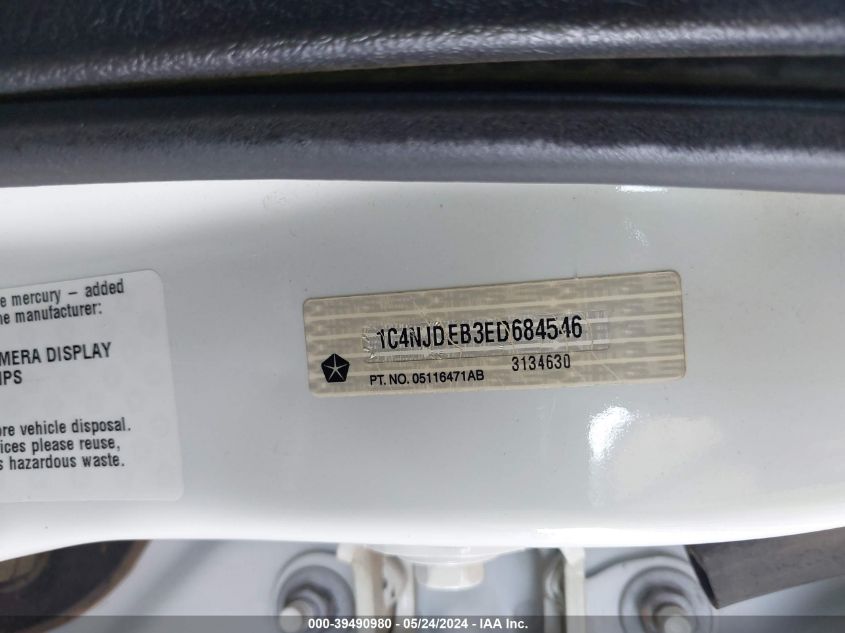 e mercury – added
ne manufacturer:
MERA DISPLAY
IPS
ore vehicle disposal.
ices please reuse,
s hazardous waste.
1C4NJDEB3ED684546
3134630
PT. NO. 05116471AB
000-39490980 - 05/24/2024 - IAA Inc.